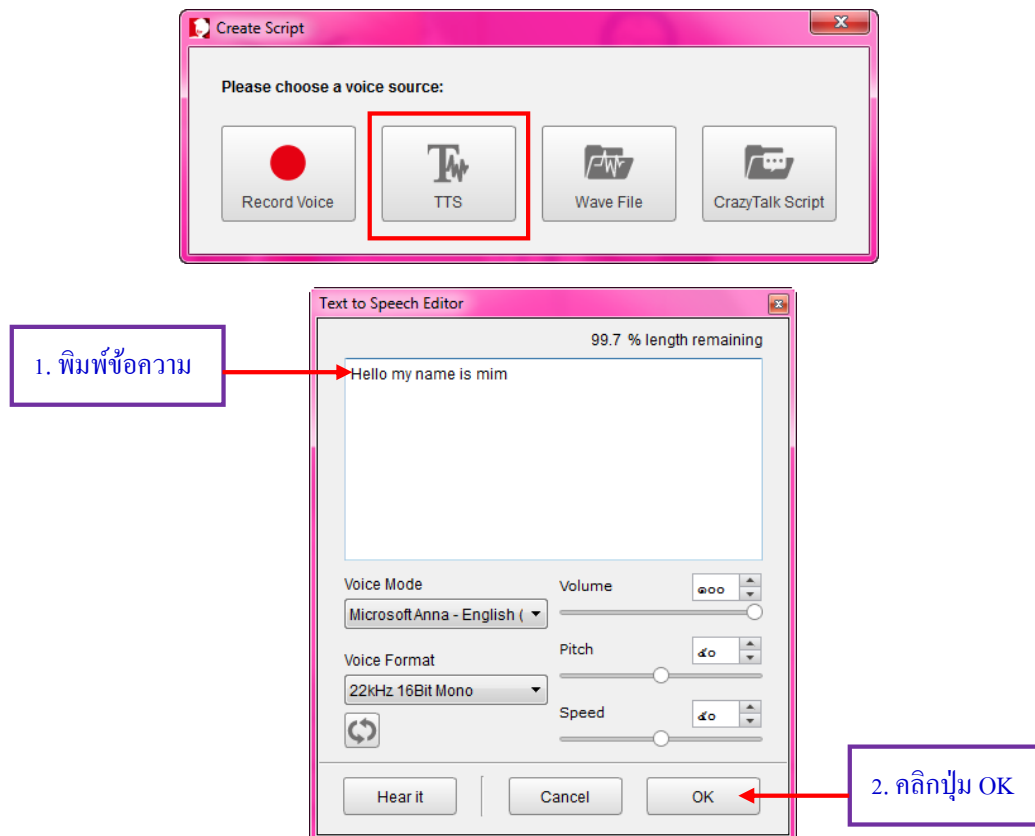 Create Script
Please choose a voice source:
Record Voice
TTS
Wave File
CrazyTalk Script
Text to Speech Editor
99.7 % length remaining
1. พิมพ์ข้อความ
Hello my name is mim
Voice Mode
Volume
๑๐๐
Microsoft Anna - English (
Pitch
๕๐
Voice Format
22kHz 16Bit Mono
Speed
๕๐
Hear it
Cancel
OK
2. คลิกปุ่ม OK